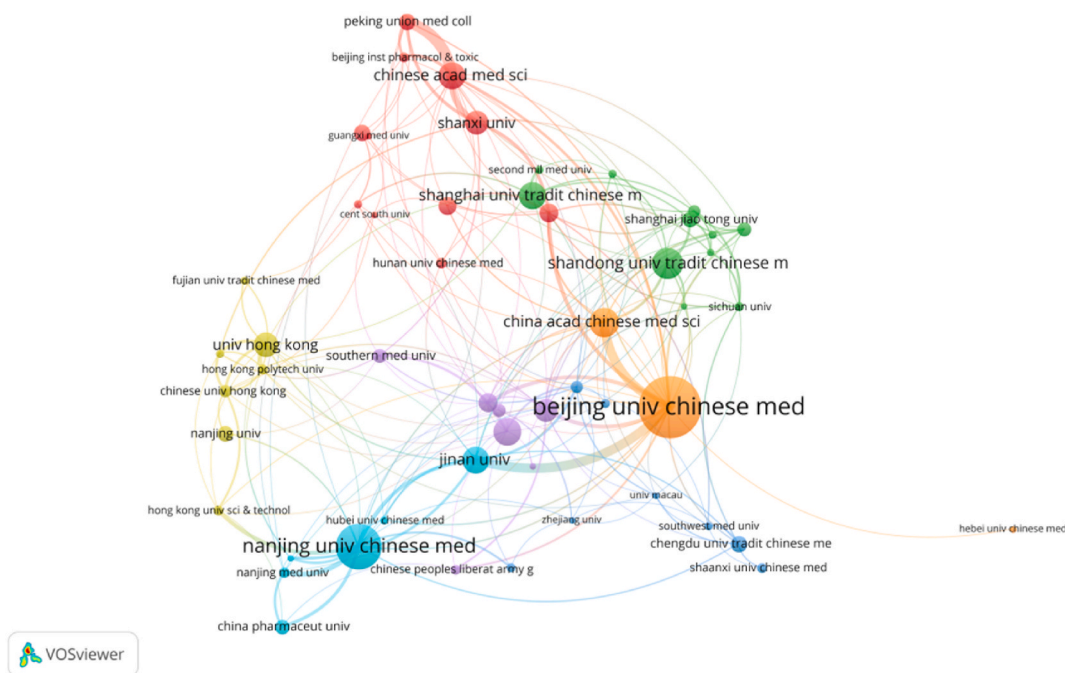 peking union med coll
beijing inst pharmacol & toxic
chinese acad med sci
shanxi univ
guangxi med univ
second mil med univ
shanghai univ tradit chinese m
cent south univ
shanghai jiao tong univ
hunan univ chinese med
shandong univ tradit chinese m
fujian univ tradit chinese med
sichuan univ
china acad chinese med sci
univ hong kong
southern med univ
hong kong polytech univ
chinese univ hong kong
beijing univ chinese med
nanjing univ
jinan univ
univ macau
hong kong univ sci & technol
hubei univ chinese med
zhejiang univ
southwest med univ
hebei univ chinese med
nanjing univ chinese med
chengdu univ tradit chinese me
nanjing med univ
chinese peoples liberat army g
shaanxi univ chinese med
china pharmaceut univ
VOSviewer